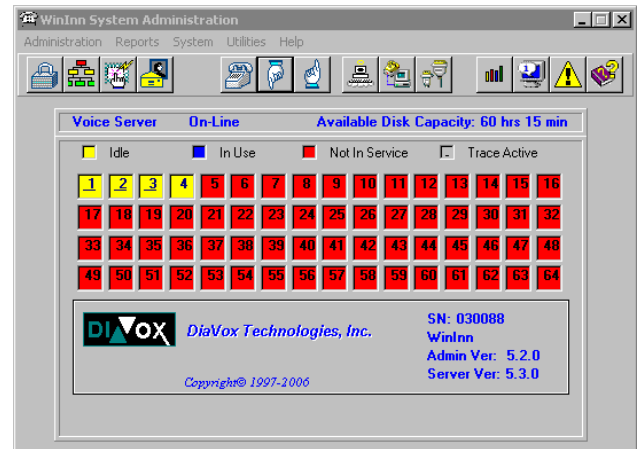 WinInn System Administration
Administration Reports System Utilities Help
Voice Server On-Line Available Disk Capacity: 60 hrs 15 min
Idle In Use Not In Service - Trace Active
1 2 3 4 5 6 7 8 9 10 11 12 13 14 15 16
17 18 19 20 21 22 23 24 25 26 27 28 29 30 31 32
33 34 35 36 37 38 39 40 41 42 43 44 45 46 47 48
49 50 51 52 53 54 55 56 57 58 59 60 61 62 63 64
DIAVOX DiaVox Technologies, Inc.
Copyright© 1997-2006
SN: 030088
WinInn
Admin Ver: 5.2.0
Server Ver: 5.3.0